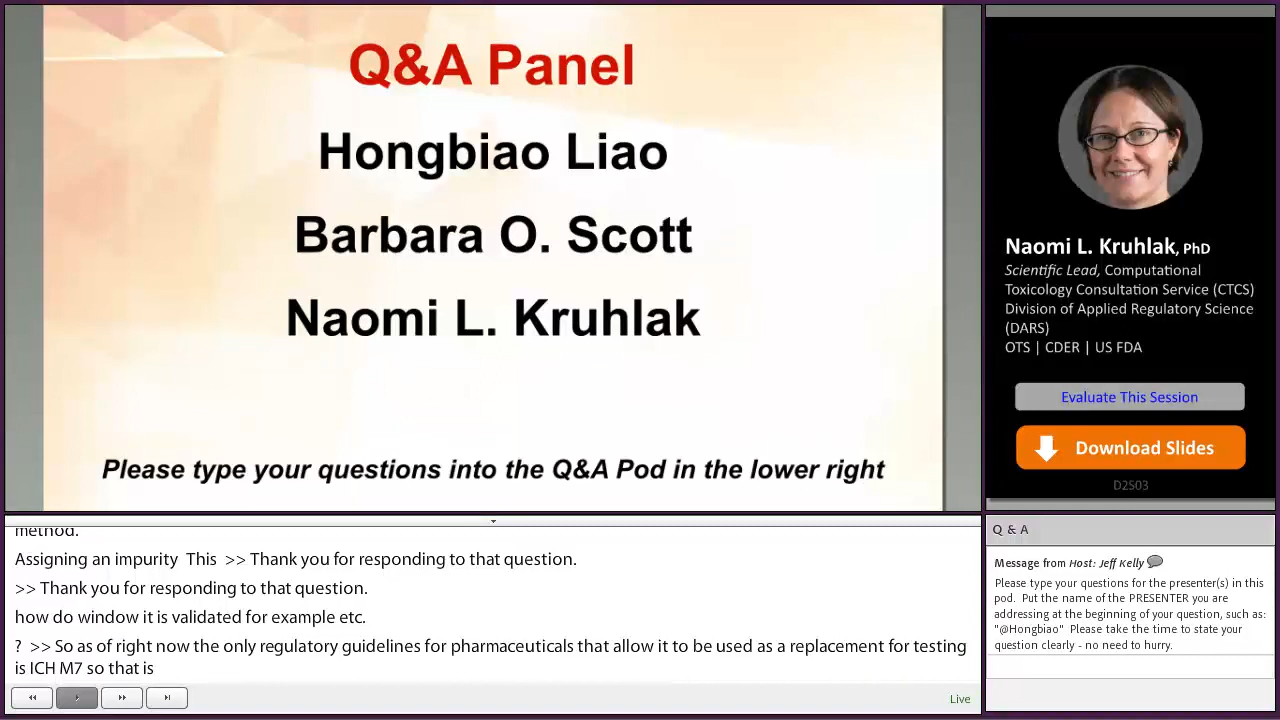 Q&A Panel
Hongbiao Liao
Barbara O. Scott
Naomi L. Kruhlak
Please type your questions into the Q&A Pod in the lower right
Naomi L. Kruhlak, PhD
Scientific Lead, Computational
Toxicology Consultation Service (CTCS)
Division of Applied Regulatory Science
(DARS)
OTS | CDER | US FDA
Evaluate This Session
Download Slides
D2S03
method.
Assigning an impurity  This  >> Thank you for responding to that question.
>> Thank you for responding to that question.
how do window it is validated for example etc.
?  >> So as of right now the only regulatory guidelines for pharmaceuticals that allow it to be used as a replacement for testing
is ICH M7 so that is
Live
Q & A
Message from Host: Jeff Kelly
Please type your questions for the presenter(s) in this
pod.  Put the name of the PRESENTER you are
addressing at the beginning of your question, such as:
"@Hongbiao"  Please take the time to state your
question clearly - no need to hurry.